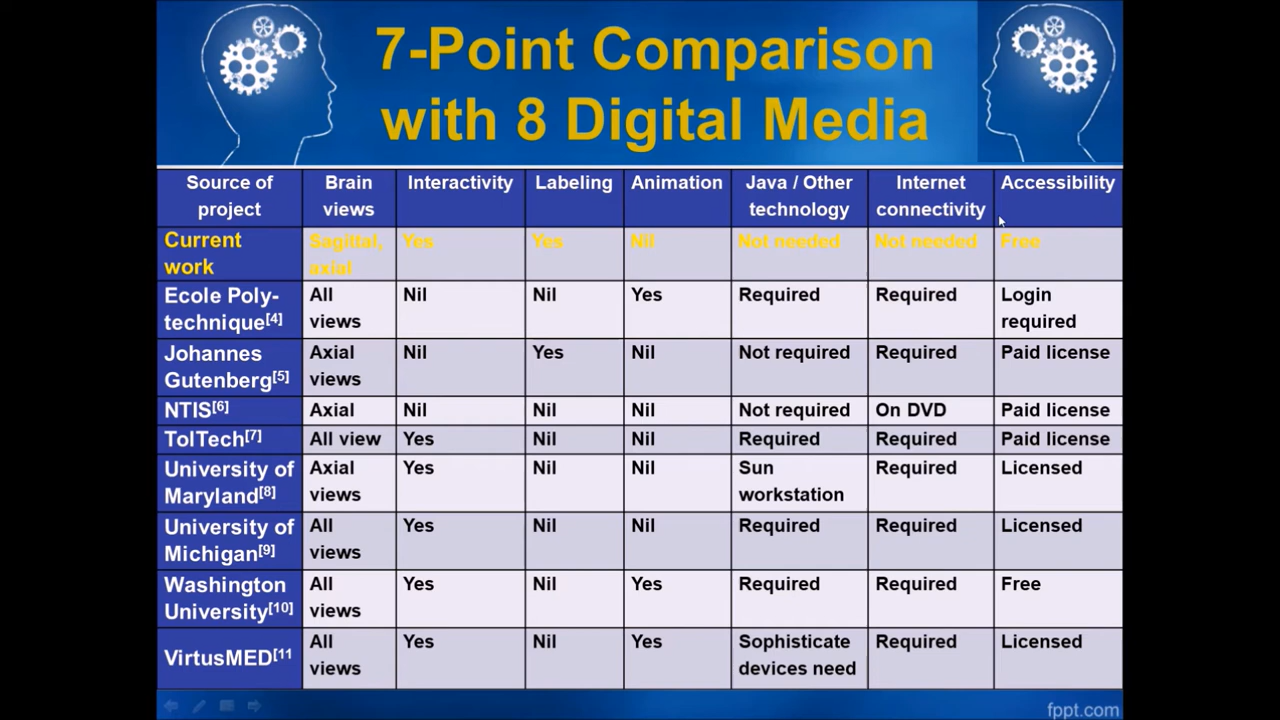 7-Point Comparison
with 8 Digital Media
Source of project | Brain views | Interactivity | Labeling | Animation | Java / Other technology | Internet connectivity | Accessibility
Current work | Sagittal, axial | Yes | Yes | Nil | Not needed | Not needed | Free
Ecole Poly-technique[4] | All views | Nil | Nil | Yes | Required | Required | Login required
Johannes Gutenberg[5] | Axial views | Nil | Yes | Nil | Not required | Required | Paid license
NTIS[6] | Axial | Nil | Nil | Nil | Not required | On DVD | Paid license
TolTech[7] | All view | Yes | Nil | Nil | Required | Required | Paid license
University of Maryland[8] | Axial views | Yes | Nil | Nil | Sun workstation | Required | Licensed
University of Michigan[9] | All views | Yes | Nil | Nil | Required | Required | Licensed
Washington University[10] | All views | Yes | Nil | Yes | Required | Required | Free
VirtusMED[11 | All views | Yes | Nil | Yes | Sophisticate devices need | Required | Licensed
fppt.com